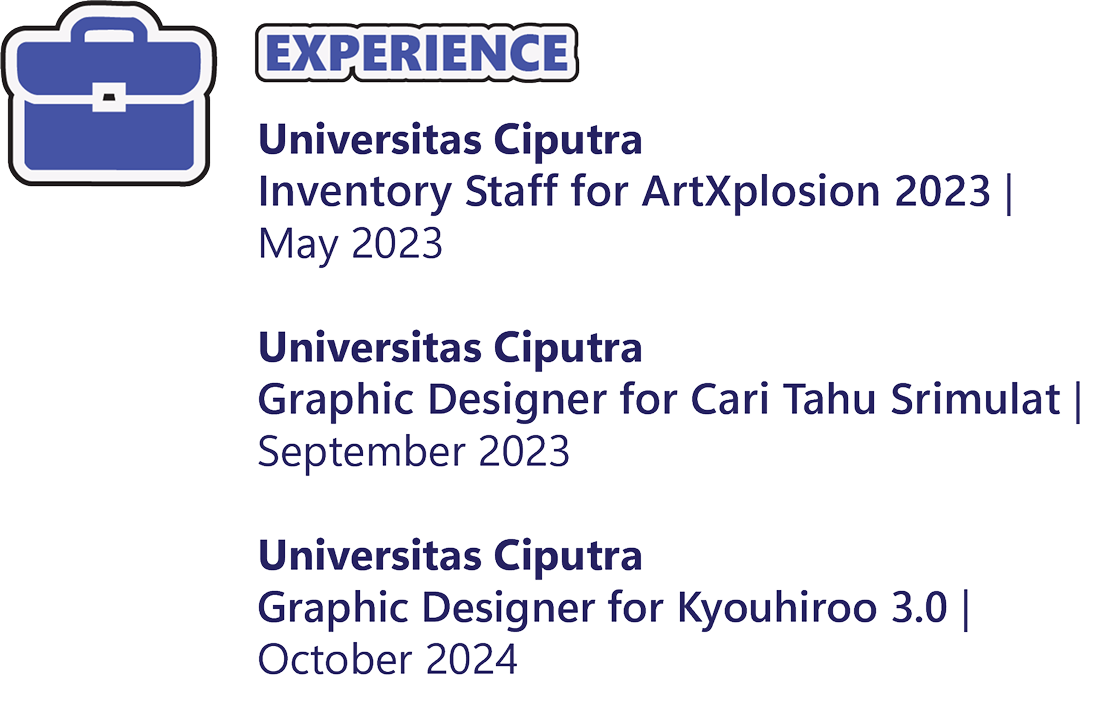 EXPERIENCE
Universitas Ciputra
Inventory Staff for ArtXplosion 2023 |
May 2023
Universitas Ciputra
Graphic Designer for Cari Tahu Srimulat |
September 2023
Universitas Ciputra
Graphic Designer for Kyouhiroo 3.0 |
October 2024